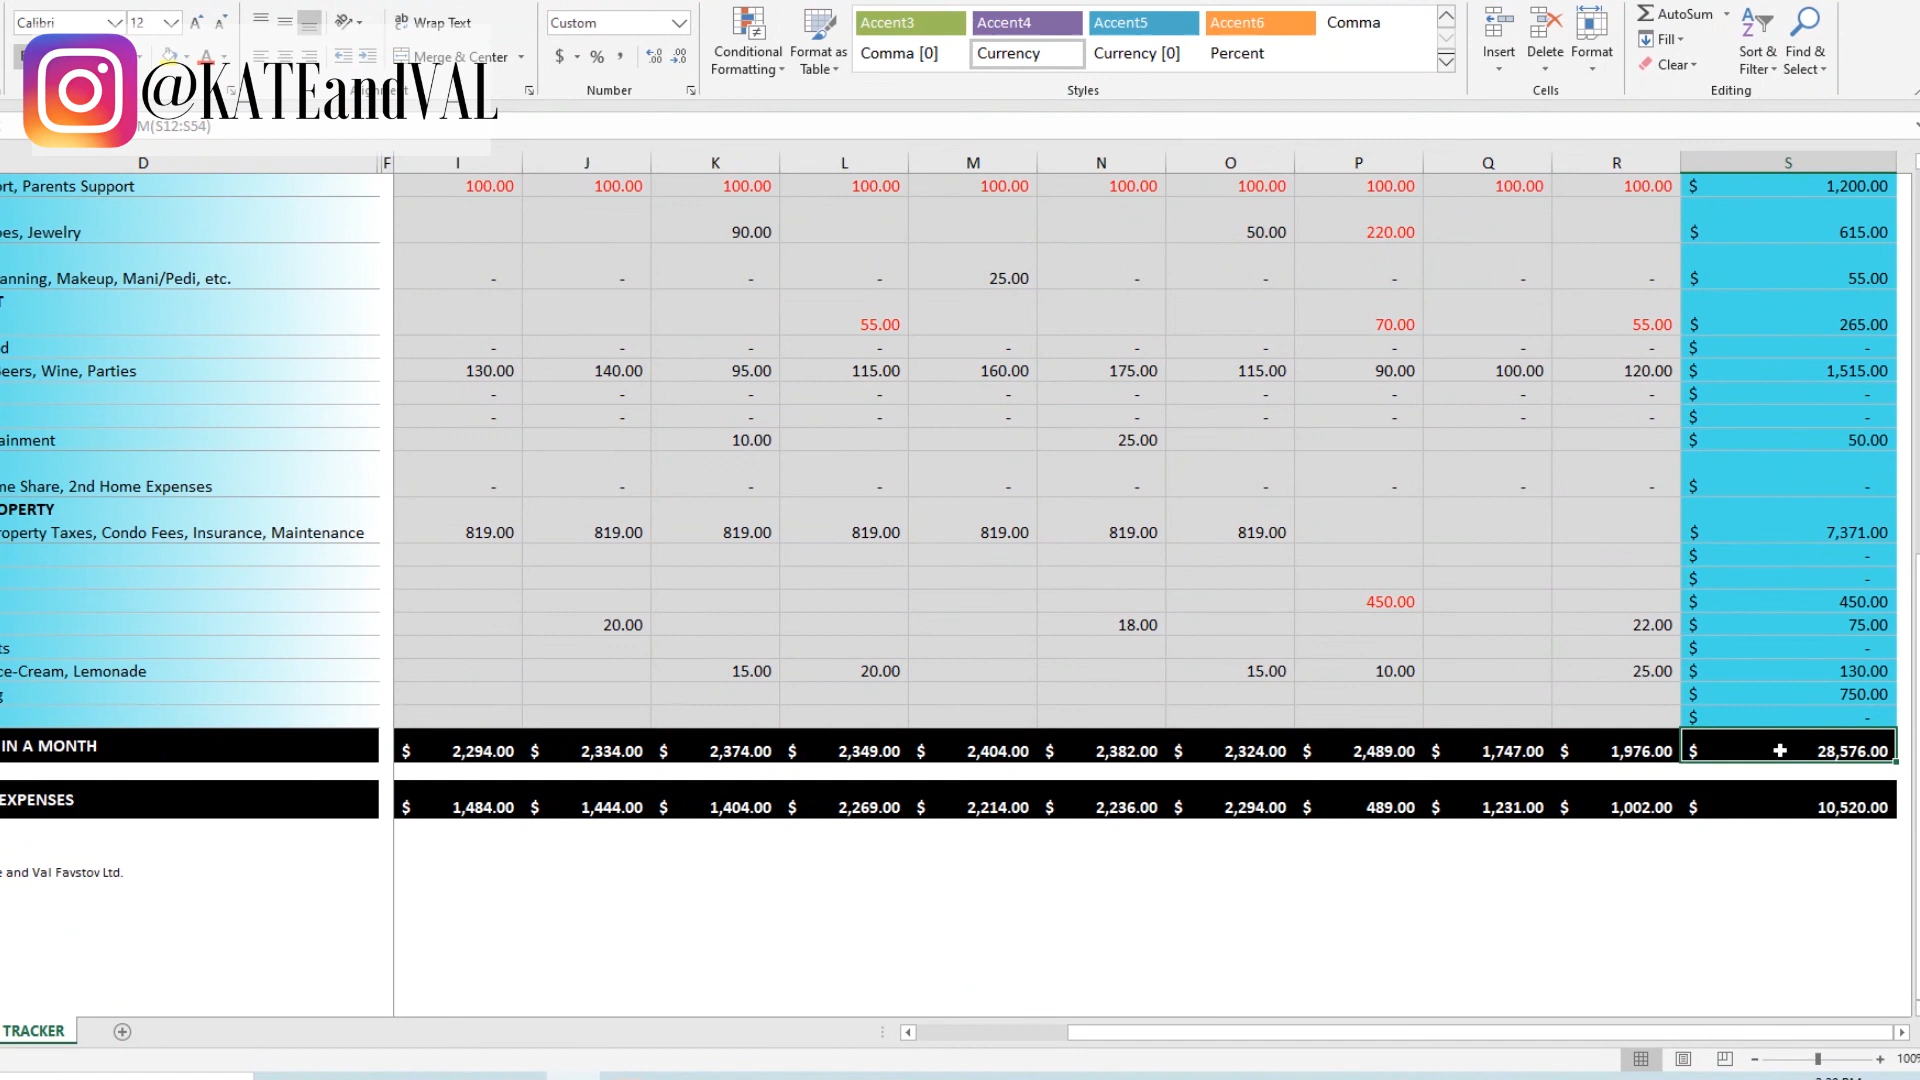 Calibri 12 Wrap Text Custom Accent3 Accent4 Accent5 Accent6 Comma AutoSum
Merge & Center $ % , Conditional Formatting Format as Table Comma [0] Currency Currency [0] Percent Insert Delete Format Fill Clear Sort & Filter Find & Select
Number Styles Cells Editing
@KATEandVAL
M(S12:S54)
D F I J K L M N O P Q R S
rt, Parents Support 100.00 100.00 100.00 100.00 100.00 100.00 100.00 100.00 100.00 100.00 $ 1,200.00
oes, Jewelry 90.00 50.00 220.00 $ 615.00
anning, Makeup, Mani/Pedi, etc. - - - - 25.00 - - - - - $ 55.00
T
55.00 70.00 55.00 $ 265.00
d - - - - - - - - - - $ -
Beers, Wine, Parties 130.00 140.00 95.00 115.00 160.00 175.00 115.00 90.00 100.00 120.00 $ 1,515.00
- - - - - - - - - - $ -
- - - - - - - - - - $ -
ainment 10.00 25.00 $ 50.00
me Share, 2nd Home Expenses - - - - - - - - - - $ -
OPERTY
roperty Taxes, Condo Fees, Insurance, Maintenance 819.00 819.00 819.00 819.00 819.00 819.00 819.00 $ 7,371.00
$ -
$ -
450.00 $ 450.00
20.00 18.00 22.00 $ 75.00
ts $ -
ce-Cream, Lemonade 15.00 20.00 15.00 10.00 25.00 $ 130.00
g $ 750.00
$ -
IN A MONTH $ 2,294.00 $ 2,334.00 $ 2,374.00 $ 2,349.00 $ 2,404.00 $ 2,382.00 $ 2,324.00 $ 2,489.00 $ 1,747.00 $ 1,976.00 $ 28,576.00
EXPENSES $ 1,484.00 $ 1,444.00 $ 1,404.00 $ 2,269.00 $ 2,214.00 $ 2,236.00 $ 2,294.00 $ 489.00 $ 1,231.00 $ 1,002.00 $ 10,520.00
e and Val Favstov Ltd.
TRACKER
100%